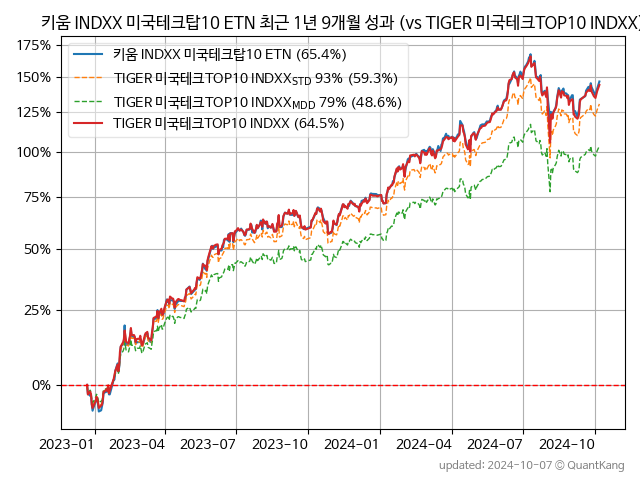 키움 INDXX 미국테크탑10 ETN 최근 1년 9개월 성과 (vs TIGER 미국테크TOP10 INDXX)
175%
150%
125%
100%
75%
50%
25%
0%
키움 INDXX 미국테크탑10 ETN (65.4%)
TIGER 미국테크TOP10 INDXX_STD 93% (59.3%)
TIGER 미국테크TOP10 INDXX_MDD 79% (48.6%)
TIGER 미국테크TOP10 INDXX (64.5%)
2023-01 2023-04 2023-07 2023-10 2024-01 2024-04 2024-07 2024-10
updated: 2024-10-07 © QuantKang